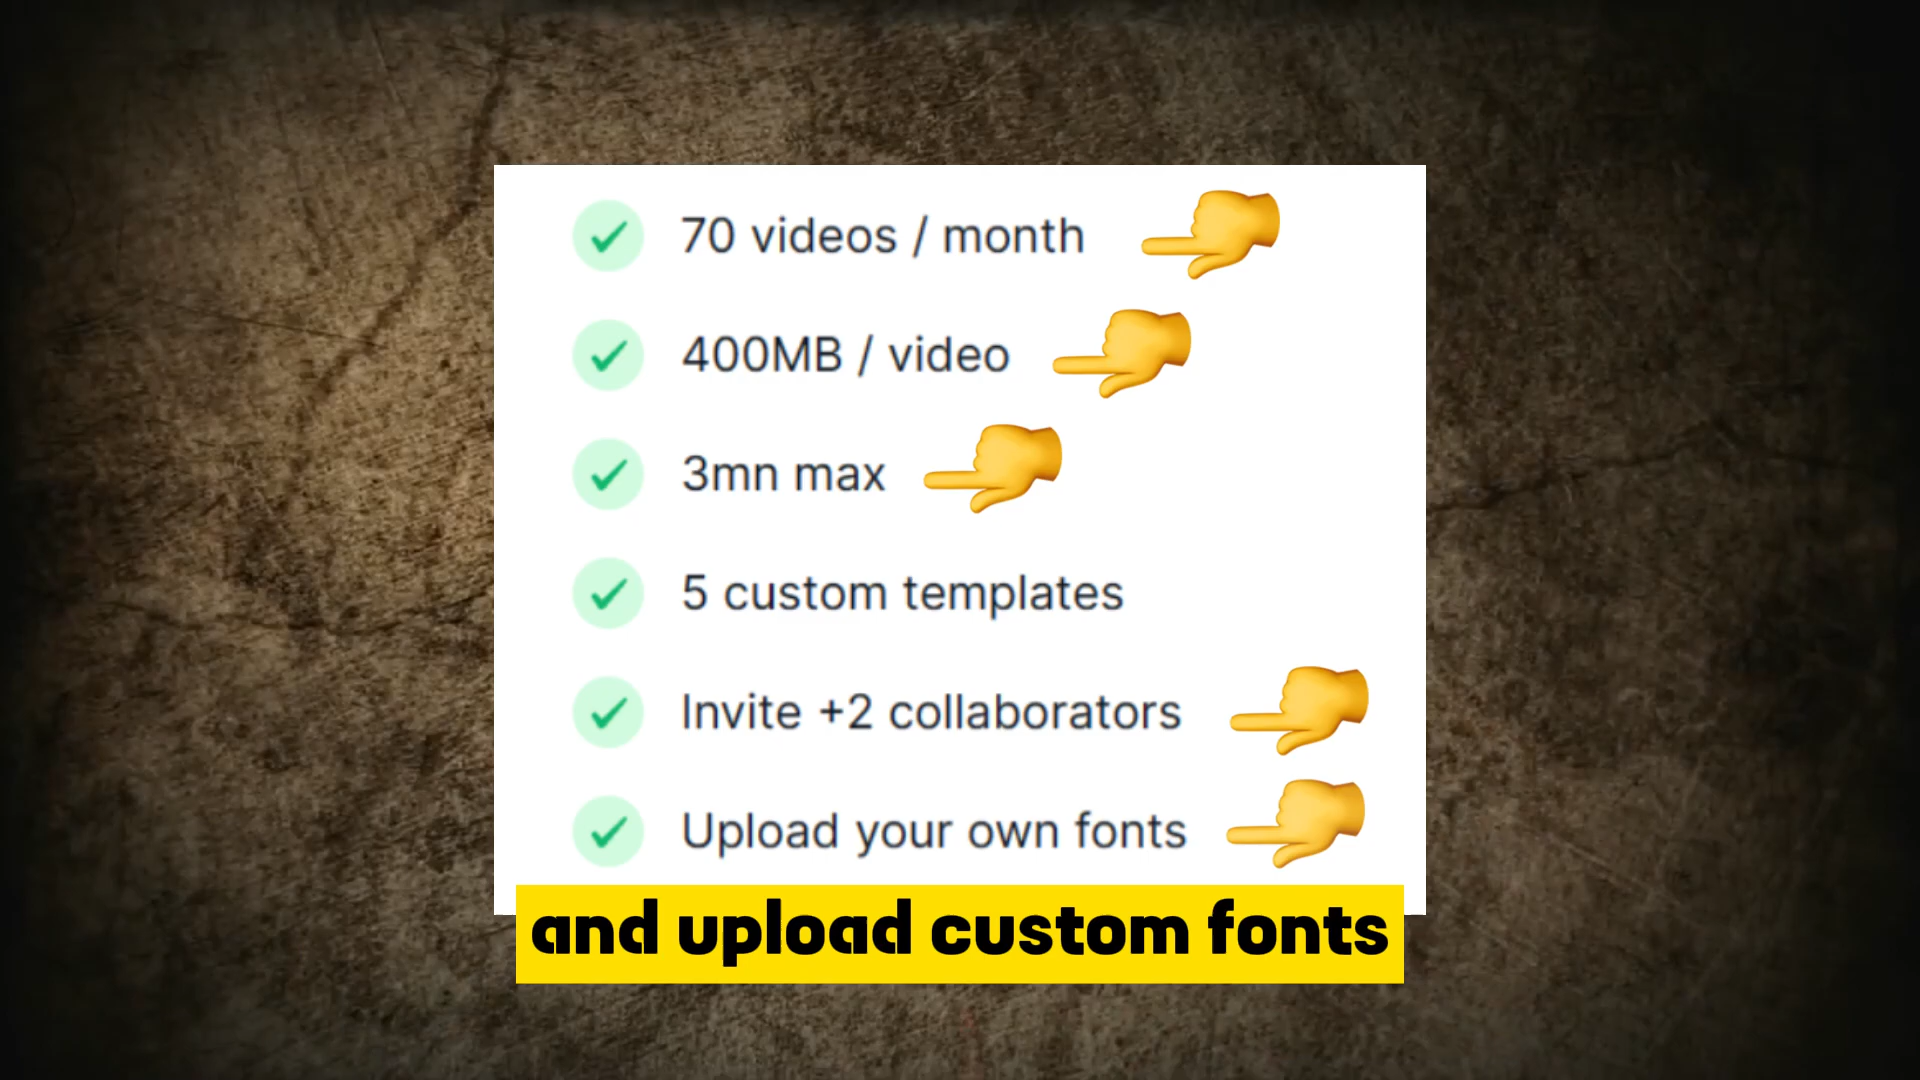 70 videos / month
400MB / video
3mn max
5 custom templates
Invite +2 collaborators
Upload your own fonts
and upload custom fonts